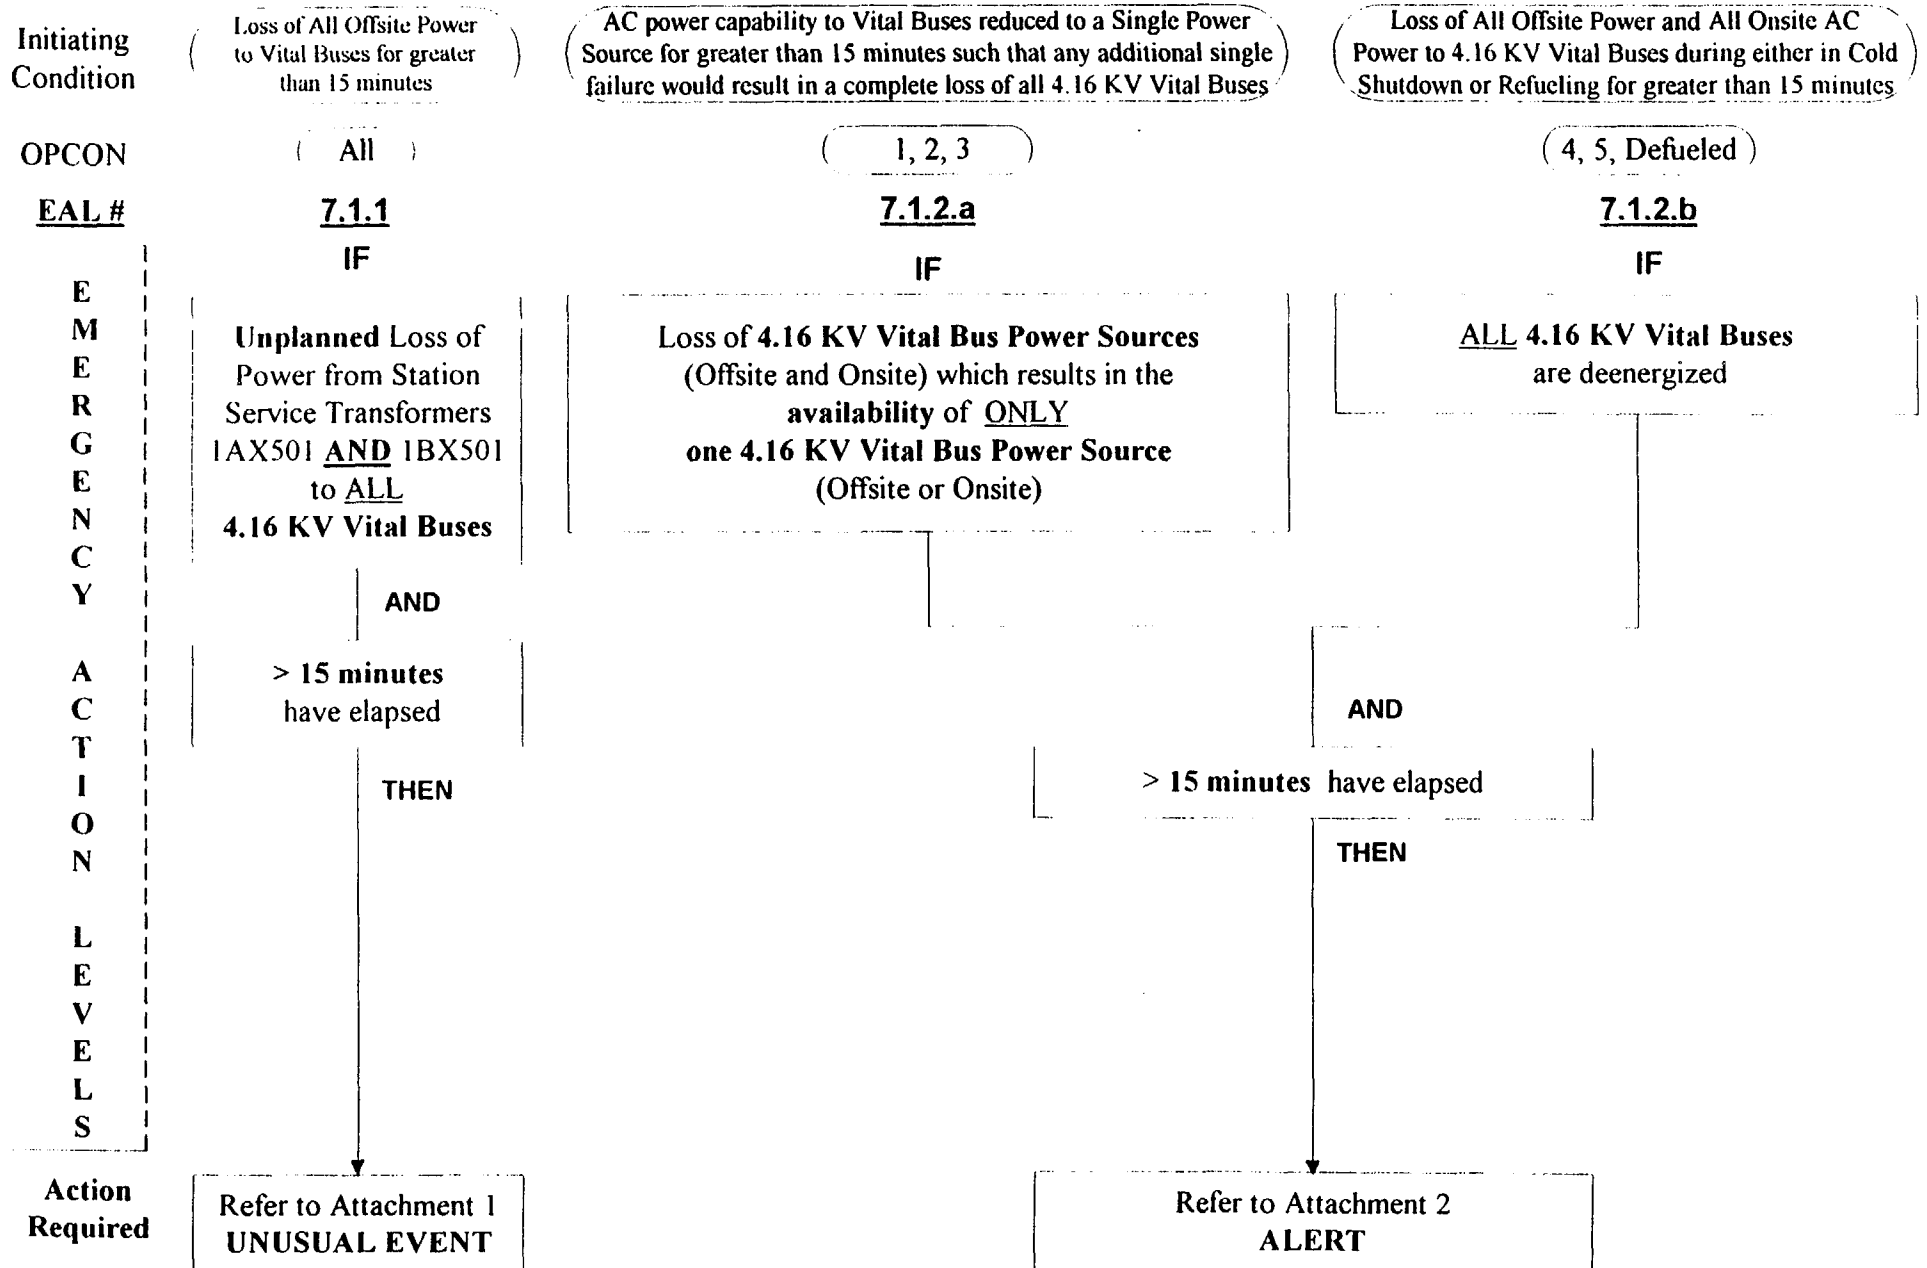 Initiating
Condition
Loss of All Offsite Power
to Vital Buses for greater
than 15 minutes
AC power capability to Vital Buses reduced to a Single Power
Source for greater than 15 minutes such that any additional single
failure would result in a complete loss of all 4.16 KV Vital Buses
Loss of All Offsite Power and All Onsite AC
Power to 4.16 KV Vital Buses during either in Cold
Shutdown or Refueling for greater than 15 minutes
OPCON
All
1, 2, 3
4, 5, Defueled
EAL #
7.1.1
7.1.2.a
7.1.2.b
IF
IF
IF
E
M
E
R
G
E
N
C
Y
A
C
T
I
O
N
L
E
V
E
L
S
Unplanned Loss of
Power from Station
Service Transformers
1AX501 AND 1BX501
to ALL
4.16 KV Vital Buses
Loss of 4.16 KV Vital Bus Power Sources
(Offsite and Onsite) which results in the
availability of ONLY
one 4.16 KV Vital Bus Power Source
(Offsite or Onsite)
ALL 4.16 KV Vital Buses
are deenergized
AND
> 15 minutes
have elapsed
AND
THEN
> 15 minutes have elapsed
THEN
Action
Required
Refer to Attachment 1
UNUSUAL EVENT
Refer to Attachment 2
ALERT